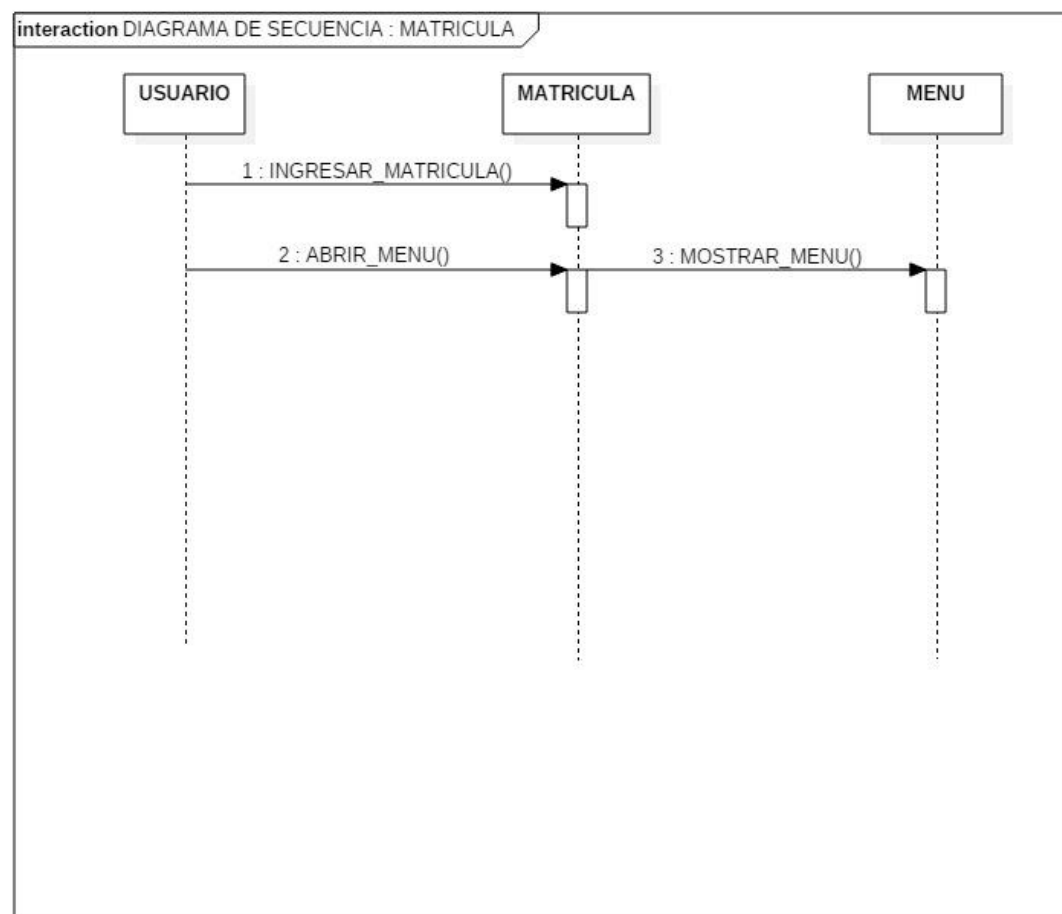 interaction DIAGRAMA DE SECUENCIA : MATRICULA
USUARIO
MATRICULA
MENU
1 : INGRESAR_MATRICULA()
2 : ABRIR_MENU()
3 : MOSTRAR_MENU()